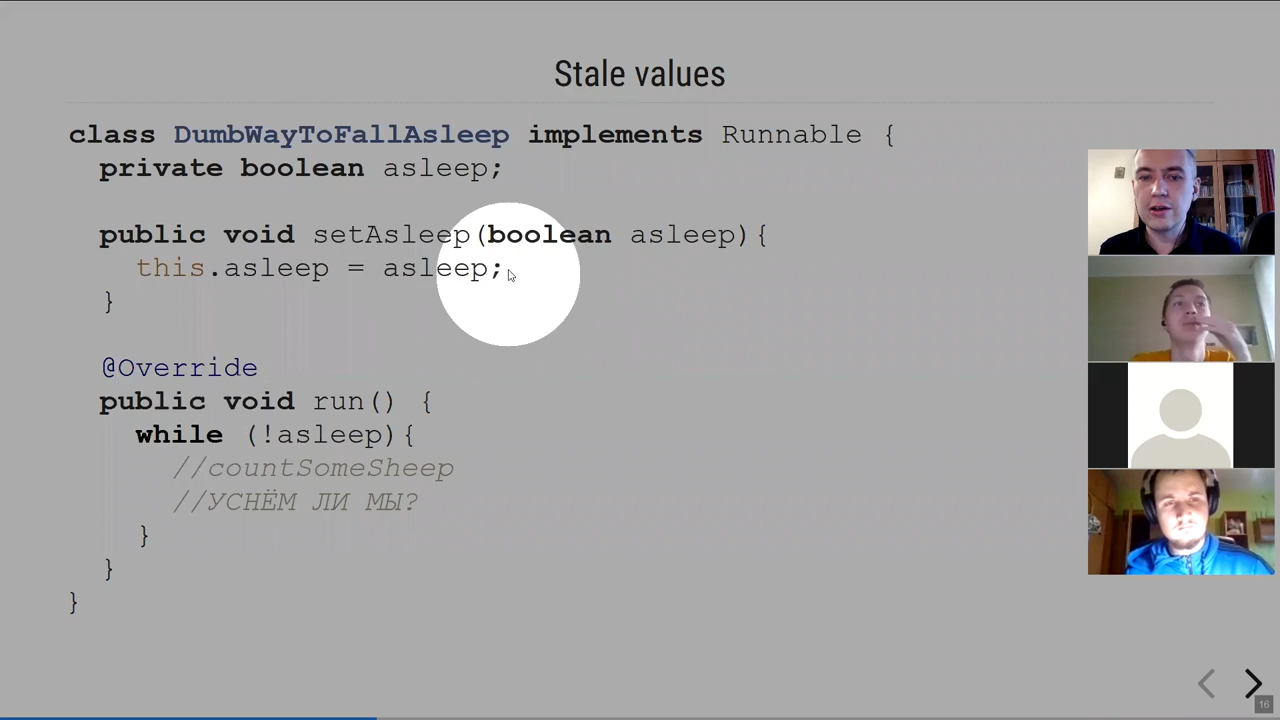 Stale values
class DumbWayToFallAsleep implements Runnable {
private boolean asleep;
public void setAsleep(boolean asleep){
this.asleep = asleep;
}
@Override
public void run() {
while (!asleep){
//countSomeSheep
//УСНЁМ ЛИ МЫ?
}
}
}
16